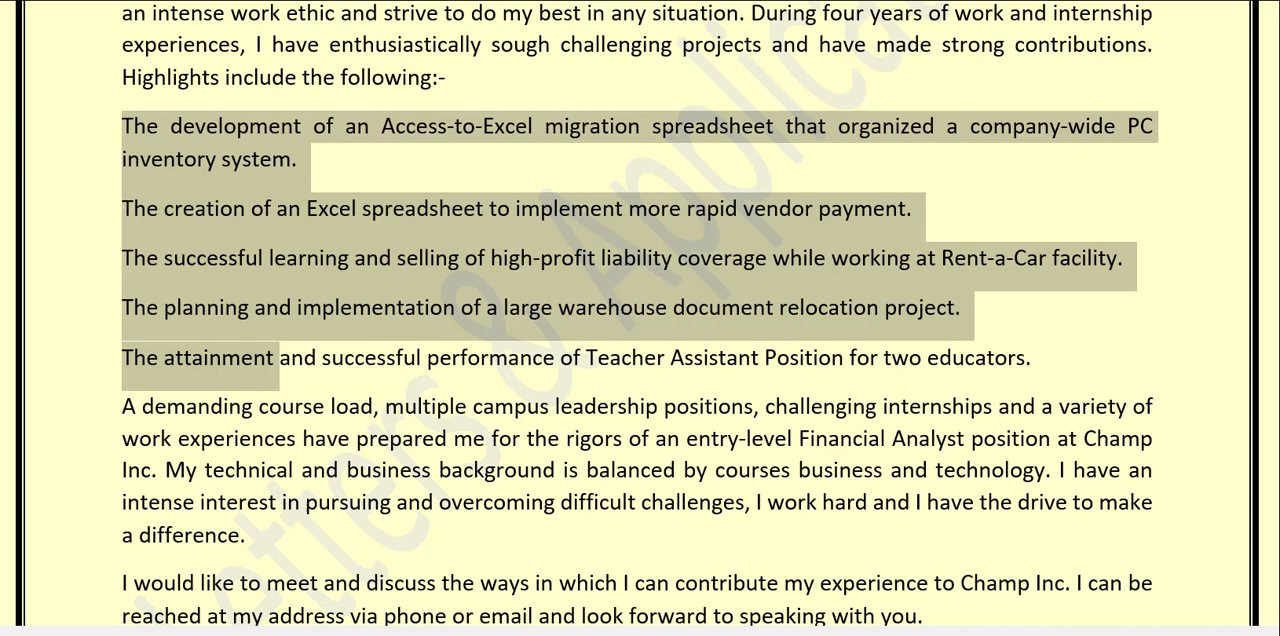 an intense work ethic and strive to do my best in any situation. During four years of work and internship
experiences, I have enthusiastically sough challenging projects and have made strong contributions.
Highlights include the following:-
The development of an Access-to-Excel migration spreadsheet that organized a company-wide PC
inventory system.
The creation of an Excel spreadsheet to implement more rapid vendor payment.
The successful learning and selling of high-profit liability coverage while working at Rent-a-Car facility.
The planning and implementation of a large warehouse document relocation project.
The attainment and successful performance of Teacher Assistant Position for two educators.
A demanding course load, multiple campus leadership positions, challenging internships and a variety of
work experiences have prepared me for the rigors of an entry-level Financial Analyst position at Champ
Inc. My technical and business background is balanced by courses business and technology. I have an
intense interest in pursuing and overcoming difficult challenges, I work hard and I have the drive to make
a difference.
I would like to meet and discuss the ways in which I can contribute my experience to Champ Inc. I can be
reached at my address via phone or email and look forward to speaking with you.